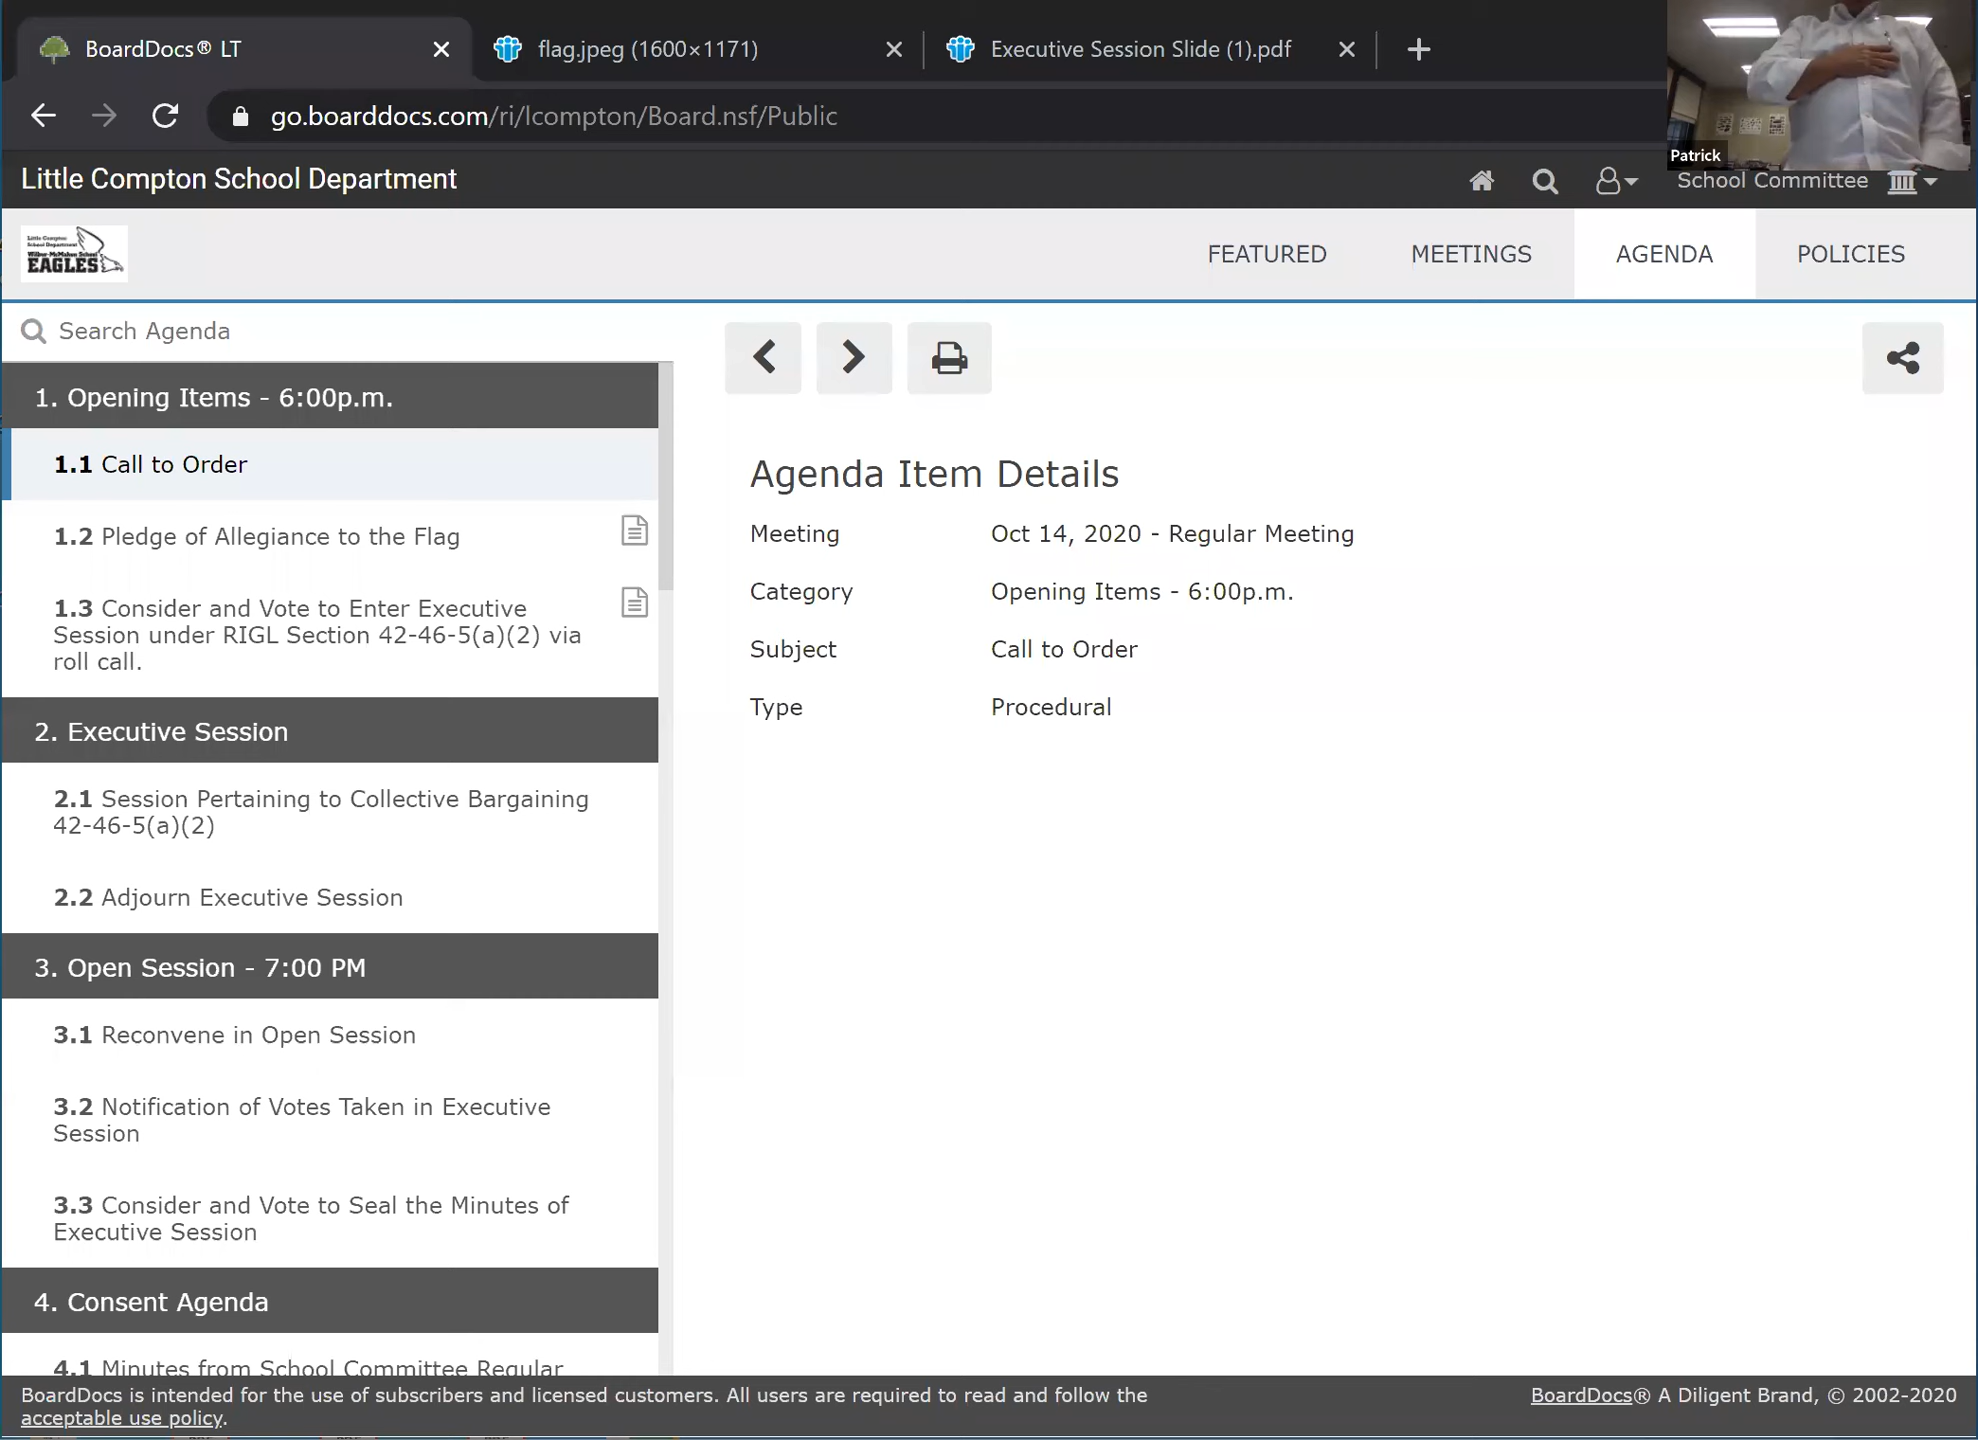 BoardDocs® LT
flag.jpeg (1600×1171)
Executive Session Slide (1).pdf
go.boarddocs.com/ri/lcompton/Board.nsf/Public
Patrick
Little Compton School Department
School Committee
Little Compton
School Department
Wilbur-McMahon School
EAGLES
FEATURED
MEETINGS
AGENDA
POLICIES
Search Agenda
1. Opening Items - 6:00p.m.
1.1 Call to Order
1.2 Pledge of Allegiance to the Flag
1.3 Consider and Vote to Enter Executive
Session under RIGL Section 42-46-5(a)(2) via
roll call.
2. Executive Session
2.1 Session Pertaining to Collective Bargaining
42-46-5(a)(2)
2.2 Adjourn Executive Session
3. Open Session - 7:00 PM
3.1 Reconvene in Open Session
3.2 Notification of Votes Taken in Executive
Session
3.3 Consider and Vote to Seal the Minutes of
Executive Session
4. Consent Agenda
4.1 Minutes from School Committee Regular
Agenda Item Details
Meeting Oct 14, 2020 - Regular Meeting
Category Opening Items - 6:00p.m.
Subject Call to Order
Type Procedural
BoardDocs is intended for the use of subscribers and licensed customers. All users are required to read and follow the
acceptable use policy.
BoardDocs® A Diligent Brand, © 2002-2020